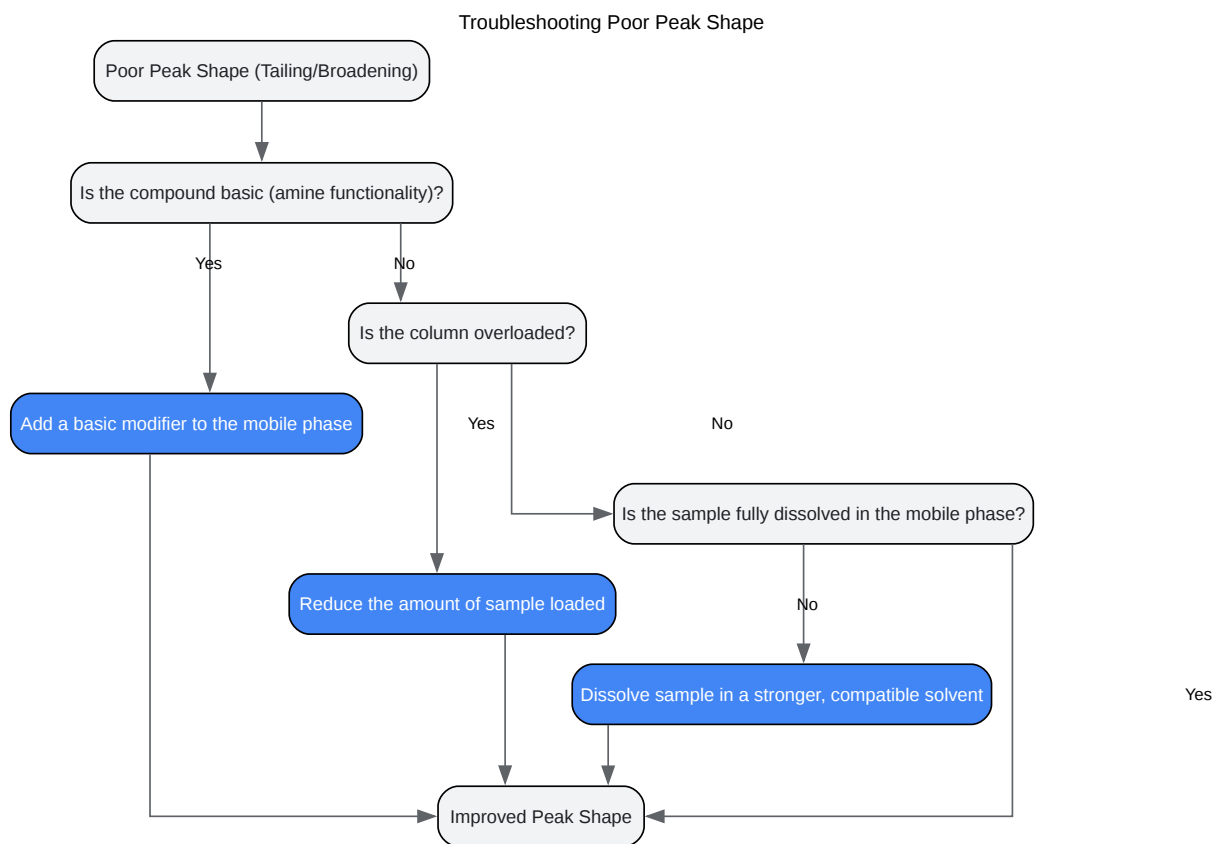 Troubleshooting Poor Peak Shape
Poor Peak Shape (Tailing/Broadening)
Is the compound basic (amine functionality)?
Yes
No
Is the column overloaded?
Add a basic modifier to the mobile phase
Yes
No
Is the sample fully dissolved in the mobile phase?
Reduce the amount of sample loaded
No
Dissolve sample in a stronger, compatible solvent
Yes
Improved Peak Shape